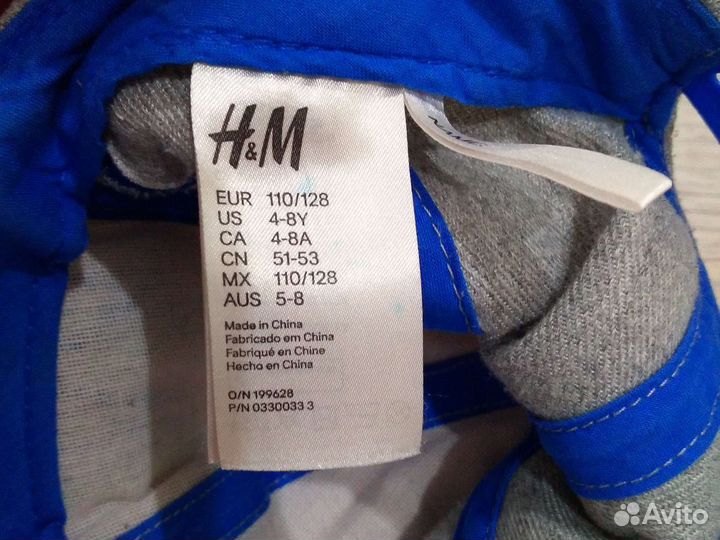 H&M
EUR 110/128
US 4-8Y
CA 4-8A
CN 51-53
MX 110/128
AUS 5-8
Made in China
Fabricado em China
Fabriqué en Chine
Hecho en China
O/N 199628
P/N 0330033 3
NAME
Avito